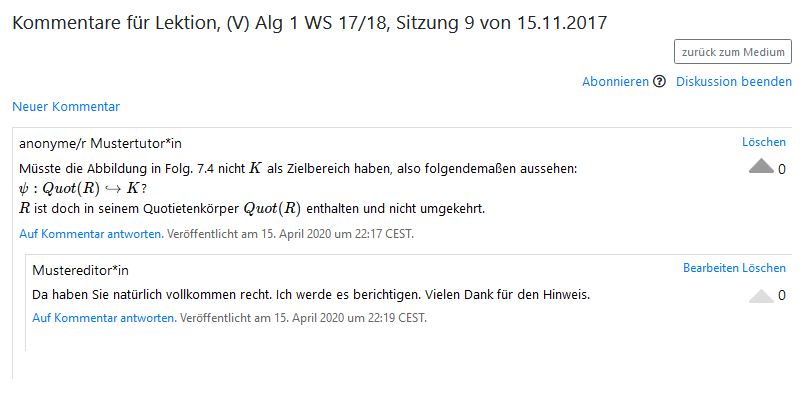 Kommentare für Lektion, (V) Alg 1 WS 17/18, Sitzung 9 von 15.11.2017
zurück zum Medium
Abonnieren ? Diskussion beenden
Neuer Kommentar
anonyme/r Mustertutor*in Löschen
Müsste die Abbildung in Folg. 7.4 nicht K als Zielbereich haben, also folgendemaßen aussehen: 0
ψ : Quot(R) ↪ K?
R ist doch in seinem Quotietenkörper Quot(R) enthalten und nicht umgekehrt.
Auf Kommentar antworten. Veröffentlicht am 15. April 2020 um 22:17 CEST.
Mustereditor*in Bearbeiten Löschen
Da haben Sie natürlich vollkommen recht. Ich werde es berichtigen. Vielen Dank für den Hinweis. 0
Auf Kommentar antworten. Veröffentlicht am 15. April 2020 um 22:19 CEST.